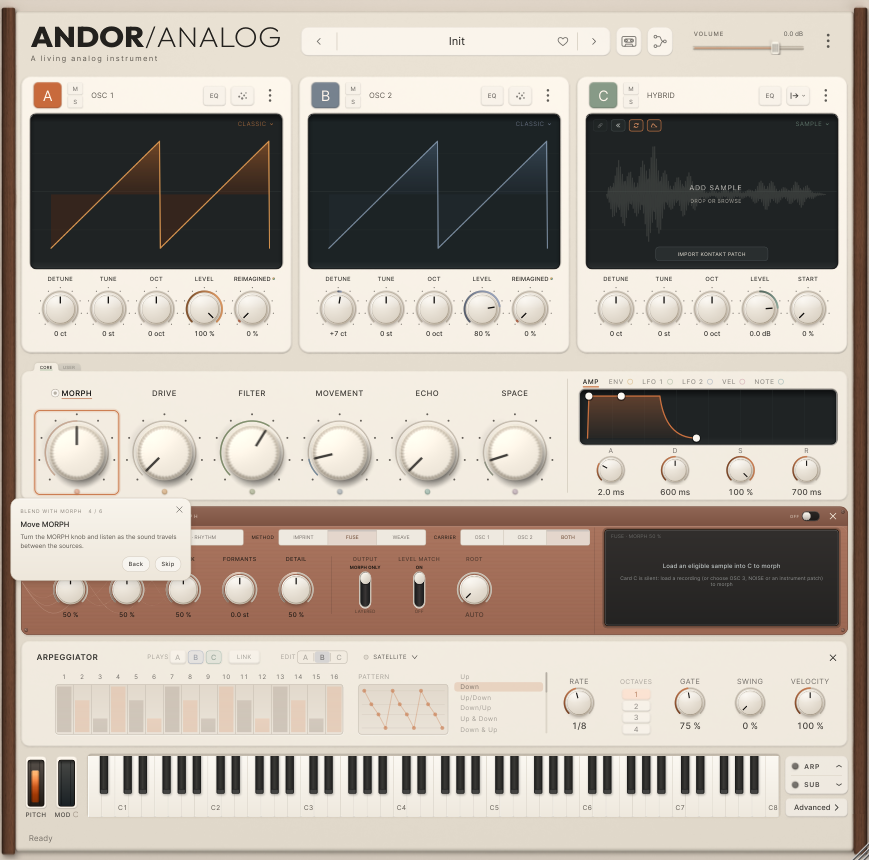 ANDOR/ANALOG
A living analog instrument
Init
VOLUME 0.0 dB
A M S OSC 1 EQ
B M S OSC 2 EQ
C M S HYBRID EQ
CLASSIC
CLASSIC
SAMPLE
ADD SAMPLE
DROP OR BROWSE
IMPORT KONTAKT PATCH
DETUNE TUNE OCT LEVEL REIMAGINED
0 ct 0 st 0 oct 100 % 0 %
DETUNE TUNE OCT LEVEL REIMAGINED
+7 ct 0 st 0 oct 80 % 0 %
DETUNE TUNE OCT LEVEL START
0 ct 0 st 0 oct 0.0 dB 0 %
CORE
MORPH DRIVE FILTER MOVEMENT ECHO SPACE
AMP ENV LFO 1 LFO 2 VEL NOTE
A D S R
2.0 ms 600 ms 100 % 700 ms
BLEND WITH MORPH 4 / 6
Move MORPH
Turn the MORPH knob and listen as the sound travels
between the sources.
Back Skip
OFF
RHYTHM METHOD IMPRINT FUSE WEAVE CARRIER OSC 1 OSC 2 BOTH
FORMANTS DETAIL
50 % 50 % 50 % 0.0 st 50 %
OUTPUT LEVEL MATCH ROOT
MORPH ONLY ON
LAYERED OFF AUTO
FUSE · MORPH 50 %
Load an eligible sample into C to morph
Card C is silent: load a recording (or choose OSC 3, NOISE or an instrument patch)
to morph
ARPEGGIATOR PLAYS A B C LINK EDIT A B C SATELLITE
1 2 3 4 5 6 7 8 9 10 11 12 13 14 15 16
PATTERN
Up
Down
Up/Down
Down/Up
Up & Down
Down & Up
RATE OCTAVES GATE SWING VELOCITY
1
2
3
4
1/8 75 % 0 % 100 %
PITCH MOD C
C1 C2 C3 C4 C5 C6 C7 C8
ARP
SUB
Advanced
Ready